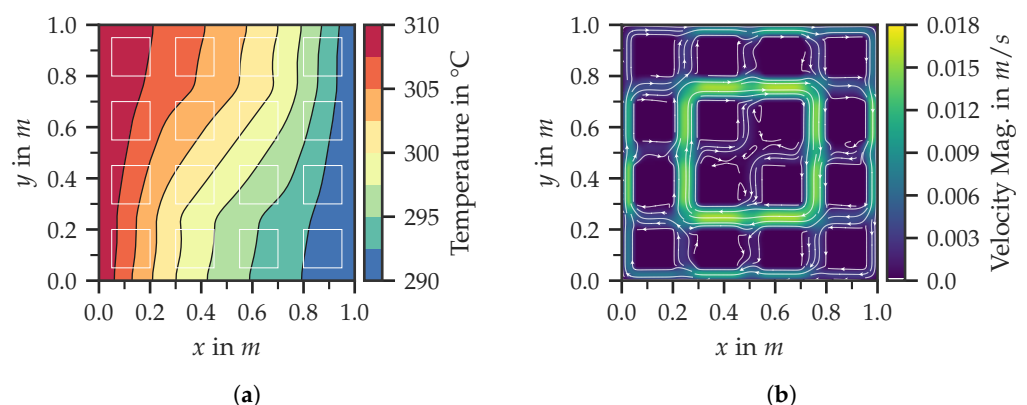 1.0
0.8
0.6
0.4
0.2
0.0
y in m
0.0 0.2 0.4 0.6 0.8 1.0
x in m
310
305
300
295
290
Temperature in °C
(a)
1.0
0.8
0.6
0.4
0.2
0.0
y in m
0.0 0.2 0.4 0.6 0.8 1.0
x in m
0.018
0.015
0.012
0.009
0.006
0.003
0.0
Velocity Mag. in m/s
(b)